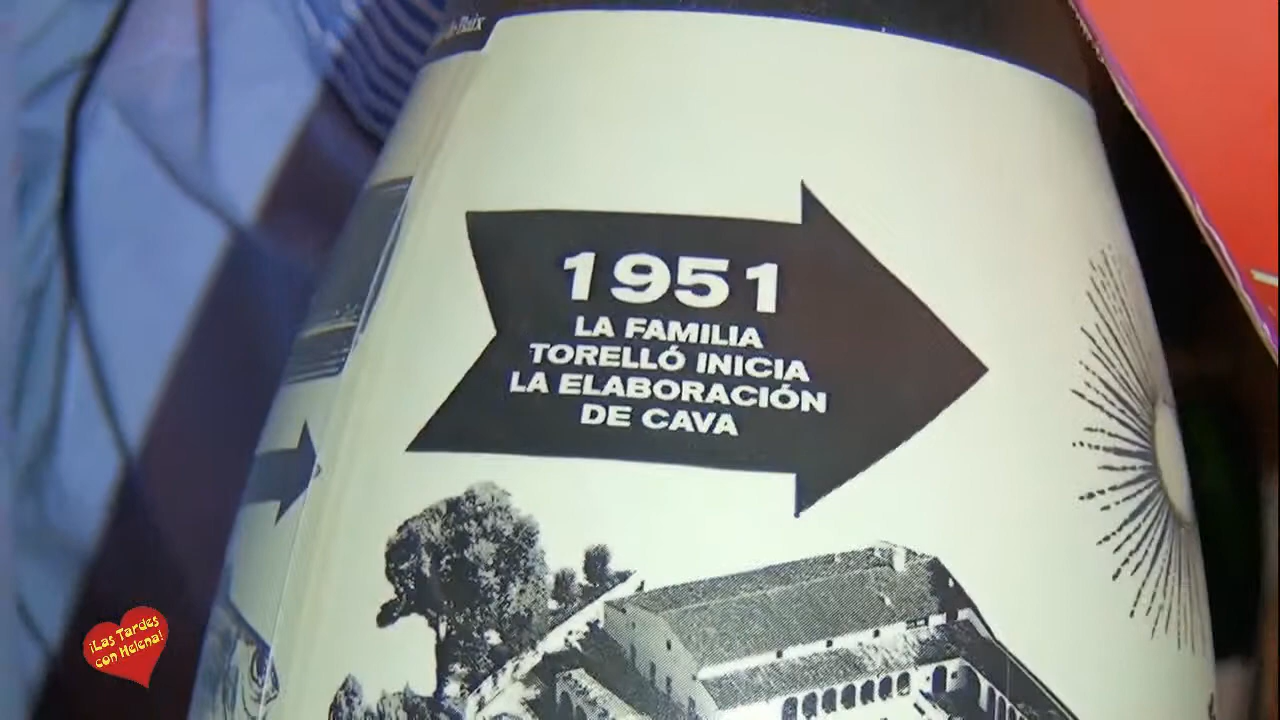 1951
LA FAMILIA
TORELLÓ INICIA
LA ELABORACIÓN
DE CAVA
¡Las Tardes
con Helena!